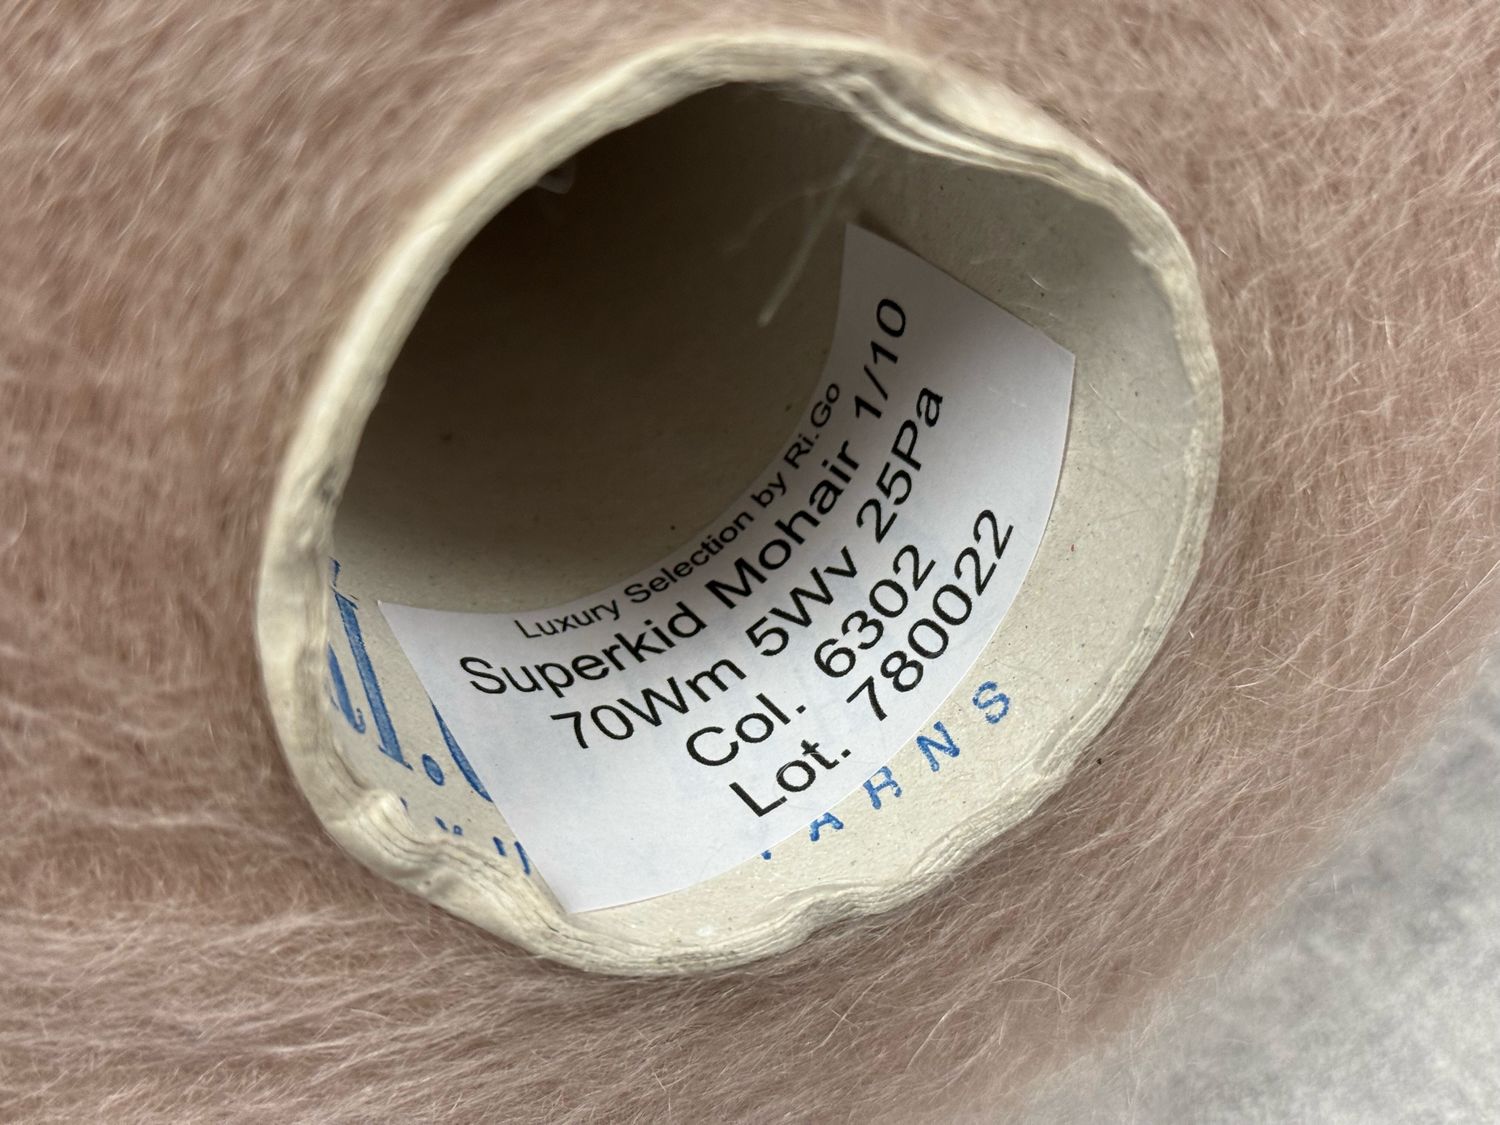 Luxury Selection by Ri.Go
Superkid Mohair 1/10
70Wm 5Wv 25Pa
Col. 6302
Lot. 780022
ARNS